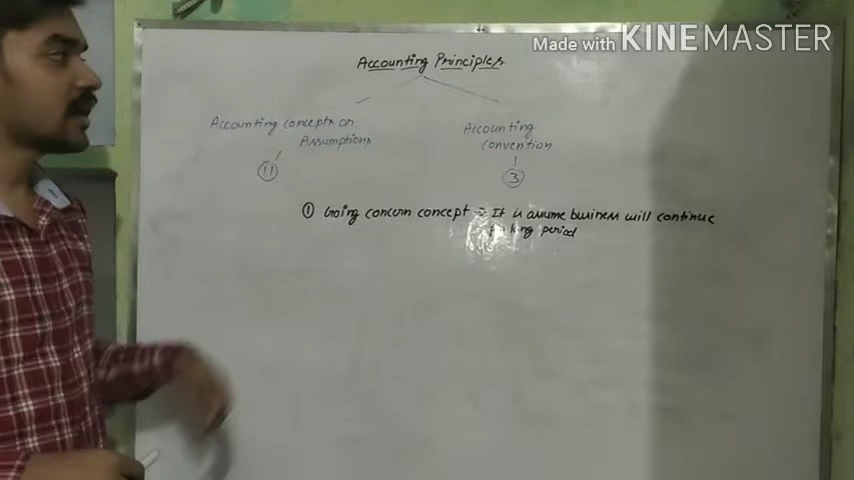 Made with KINEMASTER
Accounting Principles
Accounting concepts or
Assumptions
Accounting
convention
11
3
① Going concern concept → It is assume business will continue
long period